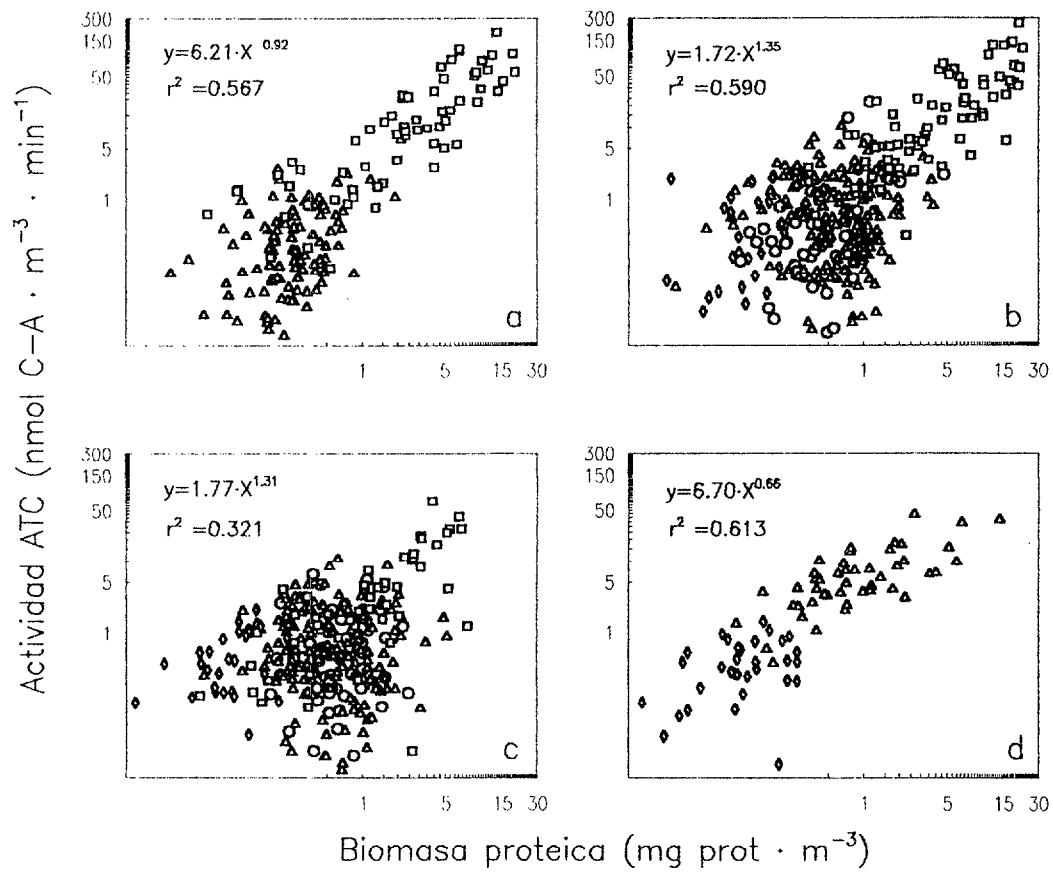 Actividad ATC (nmol C-A · m⁻³ · min⁻¹)
300
150
50
5
1
y=6.21·X^0.92
r² =0.567
a
1 5 15 30
300
150
50
5
1
y=1.72·X^1.35
r² =0.590
b
1 5 15 30
300
150
50
5
1
y=1.77·X^1.31
r² =0.321
c
1 5 15 30
300
150
50
5
1
y=6.70·X^0.66
r² =0.613
d
1 5 15 30
Biomasa proteica (mg prot · m⁻³)